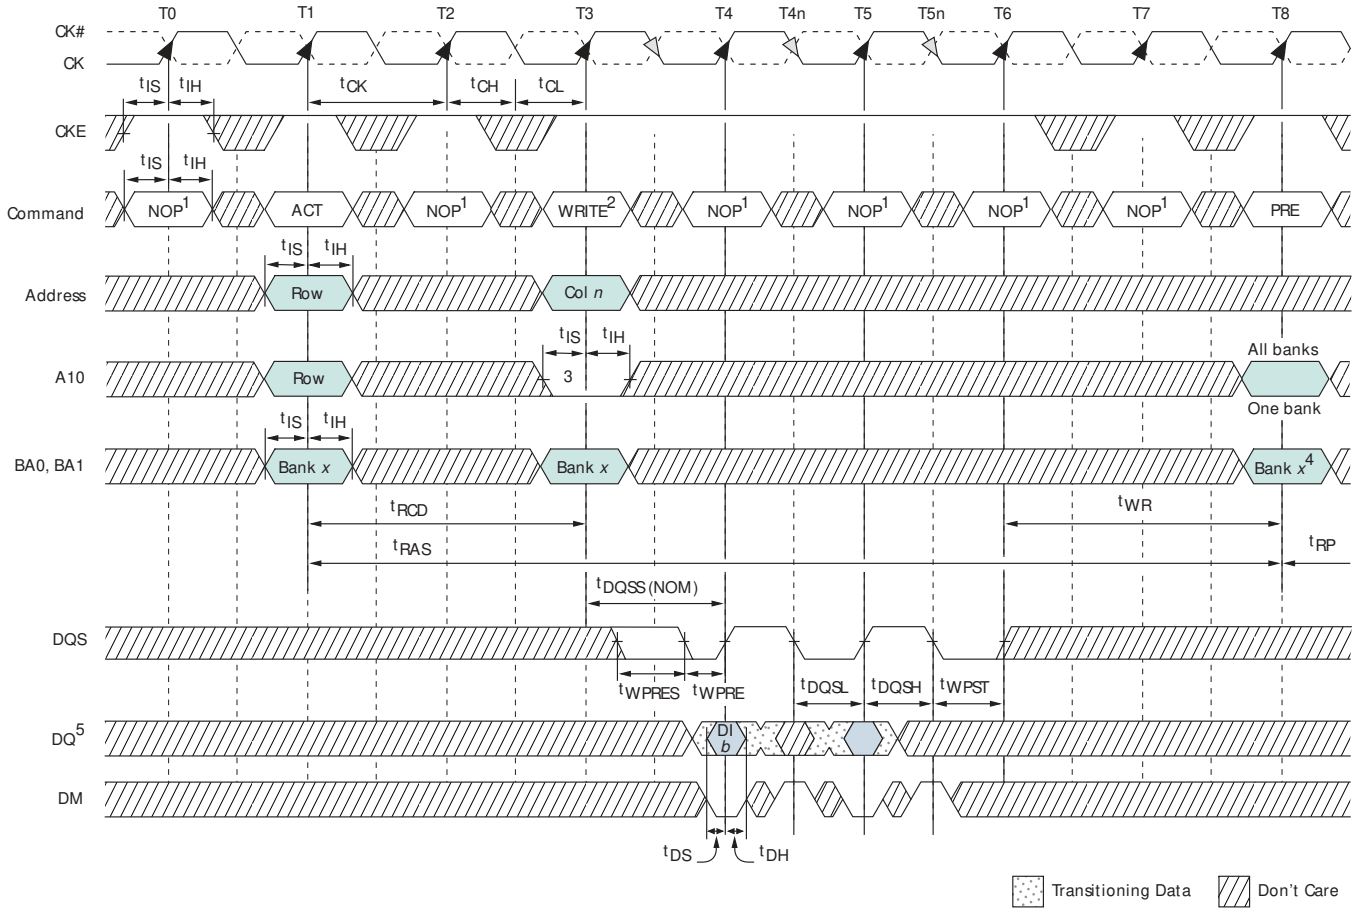 T0 T1 T2 T3 T4 T4n T5 T5n T6 T7 T8
CK#
CK
tIS tIH tCK tCH tCL
CKE
tIS tIH
Command NOP1 ACT NOP1 WRITE2 NOP1 NOP1 NOP1 NOP1 PRE
tIS tIH
Address Row Col n
tIS tIH
All banks
A10 Row 3
One bank
tIS tIH
BA0, BA1 Bank x Bank x Bank x4
tRCD tWR
tRAS tRP
tDQSS (NOM)
DQS
tWPRES tWPRE tDQSL tDQSH tWPST
DQ5 DI
b
DM
tDS tDH
Transitioning Data Don't Care